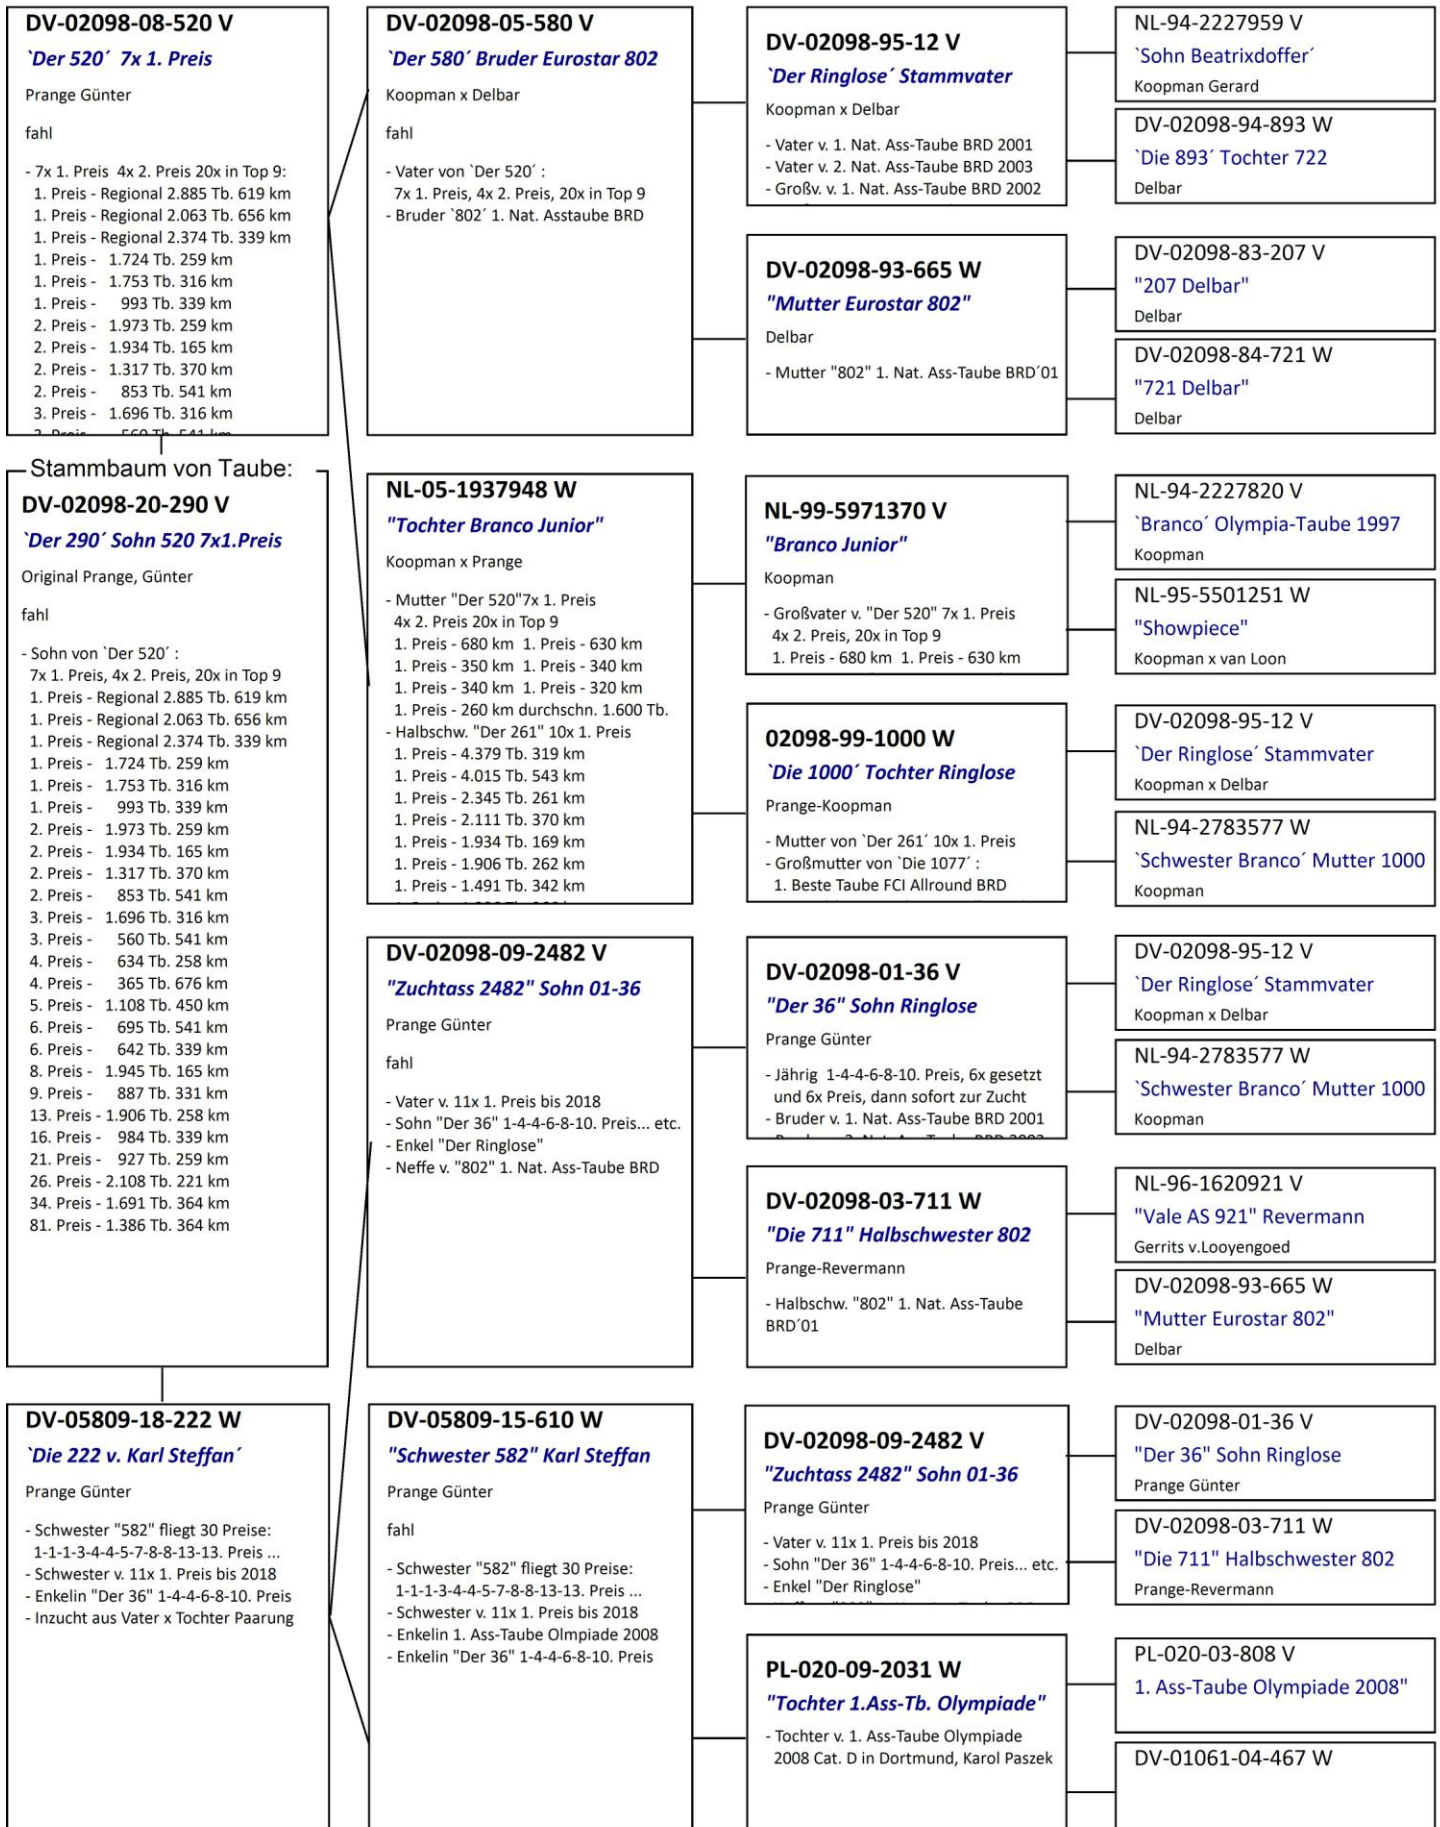 DV-02098-08-520 V
`Der 520´ 7x 1. Preis
Prange Günter
fahl
- 7x 1. Preis 4x 2. Preis 20x in Top 9:
1. Preis - Regional 2.885 Tb. 619 km
1. Preis - Regional 2.063 Tb. 656 km
1. Preis - Regional 2.374 Tb. 339 km
1. Preis - 1.724 Tb. 259 km
1. Preis - 1.753 Tb. 316 km
1. Preis - 993 Tb. 339 km
2. Preis - 1.973 Tb. 259 km
2. Preis - 1.934 Tb. 165 km
2. Preis - 1.317 Tb. 370 km
2. Preis - 853 Tb. 541 km
3. Preis - 1.696 Tb. 316 km
Stammbaum von Taube:
DV-02098-20-290 V
`Der 290´ Sohn 520 7x1.Preis
Original Prange, Günter
fahl
- Sohn von `Der 520´ :
7x 1. Preis, 4x 2. Preis, 20x in Top 9
1. Preis - Regional 2.885 Tb. 619 km
1. Preis - Regional 2.063 Tb. 656 km
1. Preis - Regional 2.374 Tb. 339 km
1. Preis - 1.724 Tb. 259 km
1. Preis - 1.753 Tb. 316 km
1. Preis - 993 Tb. 339 km
2. Preis - 1.973 Tb. 259 km
2. Preis - 1.934 Tb. 165 km
2. Preis - 1.317 Tb. 370 km
2. Preis - 853 Tb. 541 km
3. Preis - 1.696 Tb. 316 km
3. Preis - 560 Tb. 541 km
4. Preis - 634 Tb. 258 km
4. Preis - 365 Tb. 676 km
5. Preis - 1.108 Tb. 450 km
6. Preis - 695 Tb. 541 km
6. Preis - 642 Tb. 339 km
8. Preis - 1.945 Tb. 165 km
9. Preis - 887 Tb. 331 km
13. Preis - 1.906 Tb. 258 km
16. Preis - 984 Tb. 339 km
21. Preis - 927 Tb. 259 km
26. Preis - 2.108 Tb. 221 km
34. Preis - 1.691 Tb. 364 km
81. Preis - 1.386 Tb. 364 km
DV-05809-18-222 W
`Die 222 v. Karl Steffan´
Prange Günter
- Schwester "582" fliegt 30 Preise:
1-1-1-3-4-4-5-7-8-8-13-13. Preis ...
- Schwester v. 11x 1. Preis bis 2018
- Enkelin "Der 36" 1-4-4-6-8-10. Preis
- Inzucht aus Vater x Tochter Paarung
DV-02098-05-580 V
`Der 580´ Bruder Eurostar 802
Koopman x Delbar
fahl
- Vater von `Der 520´ :
7x 1. Preis, 4x 2. Preis, 20x in Top 9
- Bruder `802´ 1. Nat. Asstaube BRD
NL-05-1937948 W
"Tochter Branco Junior"
Koopman x Prange
- Mutter "Der 520"7x 1. Preis
4x 2. Preis 20x in Top 9
1. Preis - 680 km 1. Preis - 630 km
1. Preis - 350 km 1. Preis - 340 km
1. Preis - 340 km 1. Preis - 320 km
1. Preis - 260 km durchschn. 1.600 Tb.
- Halbschw. "Der 261" 10x 1. Preis
1. Preis - 4.379 Tb. 319 km
1. Preis - 4.015 Tb. 543 km
1. Preis - 2.345 Tb. 261 km
1. Preis - 2.111 Tb. 370 km
1. Preis - 1.934 Tb. 169 km
1. Preis - 1.906 Tb. 262 km
1. Preis - 1.491 Tb. 342 km
DV-02098-09-2482 V
"Zuchtass 2482" Sohn 01-36
Prange Günter
fahl
- Vater v. 11x 1. Preis bis 2018
- Sohn "Der 36" 1-4-4-6-8-10. Preis... etc.
- Enkel "Der Ringlose"
- Neffe v. "802" 1. Nat. Ass-Taube BRD
DV-05809-15-610 W
"Schwester 582" Karl Steffan
Prange Günter
fahl
- Schwester "582" fliegt 30 Preise:
1-1-1-3-4-4-5-7-8-8-13-13. Preis ...
- Schwester v. 11x 1. Preis bis 2018
- Enkelin 1. Ass-Taube Olmpiade 2008
- Enkelin "Der 36" 1-4-4-6-8-10. Preis
DV-02098-95-12 V
`Der Ringlose´ Stammvater
Koopman x Delbar
- Vater v. 1. Nat. Ass-Taube BRD 2001
- Vater v. 2. Nat. Ass-Taube BRD 2003
- Großv. v. 1. Nat. Ass-Taube BRD 2002
DV-02098-93-665 W
"Mutter Eurostar 802"
Delbar
- Mutter "802" 1. Nat. Ass-Taube BRD´01
NL-99-5971370 V
"Branco Junior"
Koopman
- Großvater v. "Der 520" 7x 1. Preis
4x 2. Preis, 20x in Top 9
1. Preis - 680 km 1. Preis - 630 km
02098-99-1000 W
`Die 1000´ Tochter Ringlose
Prange-Koopman
- Mutter von `Der 261´ 10x 1. Preis
- Großmutter von `Die 1077´ :
1. Beste Taube FCI Allround BRD
DV-02098-01-36 V
"Der 36" Sohn Ringlose
Prange Günter
- Jährig 1-4-4-6-8-10. Preis, 6x gesetzt
und 6x Preis, dann sofort zur Zucht
- Bruder v. 1. Nat. Ass-Taube BRD 2001
DV-02098-03-711 W
"Die 711" Halbschwester 802
Prange-Revermann
- Halbschw. "802" 1. Nat. Ass-Taube
BRD´01
DV-02098-09-2482 V
"Zuchtass 2482" Sohn 01-36
Prange Günter
- Vater v. 11x 1. Preis bis 2018
- Sohn "Der 36" 1-4-4-6-8-10. Preis... etc.
- Enkel "Der Ringlose"
PL-020-09-2031 W
"Tochter 1.Ass-Tb. Olympiade"
- Tochter v. 1. Ass-Taube Olympiade
2008 Cat. D in Dortmund, Karol Paszek
NL-94-2227959 V
`Sohn Beatrixdoffer´
Koopman Gerard
DV-02098-94-893 W
`Die 893´ Tochter 722
Delbar
DV-02098-83-207 V
"207 Delbar"
Delbar
DV-02098-84-721 W
"721 Delbar"
Delbar
NL-94-2227820 V
`Branco´ Olympia-Taube 1997
Koopman
NL-95-5501251 W
"Showpiece"
Koopman x van Loon
DV-02098-95-12 V
`Der Ringlose´ Stammvater
Koopman x Delbar
NL-94-2783577 W
`Schwester Branco´ Mutter 1000
Koopman
DV-02098-95-12 V
`Der Ringlose´ Stammvater
Koopman x Delbar
NL-94-2783577 W
`Schwester Branco´ Mutter 1000
Koopman
NL-96-1620921 V
"Vale AS 921" Revermann
Gerrits v.Looyengoed
DV-02098-93-665 W
"Mutter Eurostar 802"
Delbar
DV-02098-01-36 V
"Der 36" Sohn Ringlose
Prange Günter
DV-02098-03-711 W
"Die 711" Halbschwester 802
Prange-Revermann
PL-020-03-808 V
1. Ass-Taube Olympiade 2008"
DV-01061-04-467 W